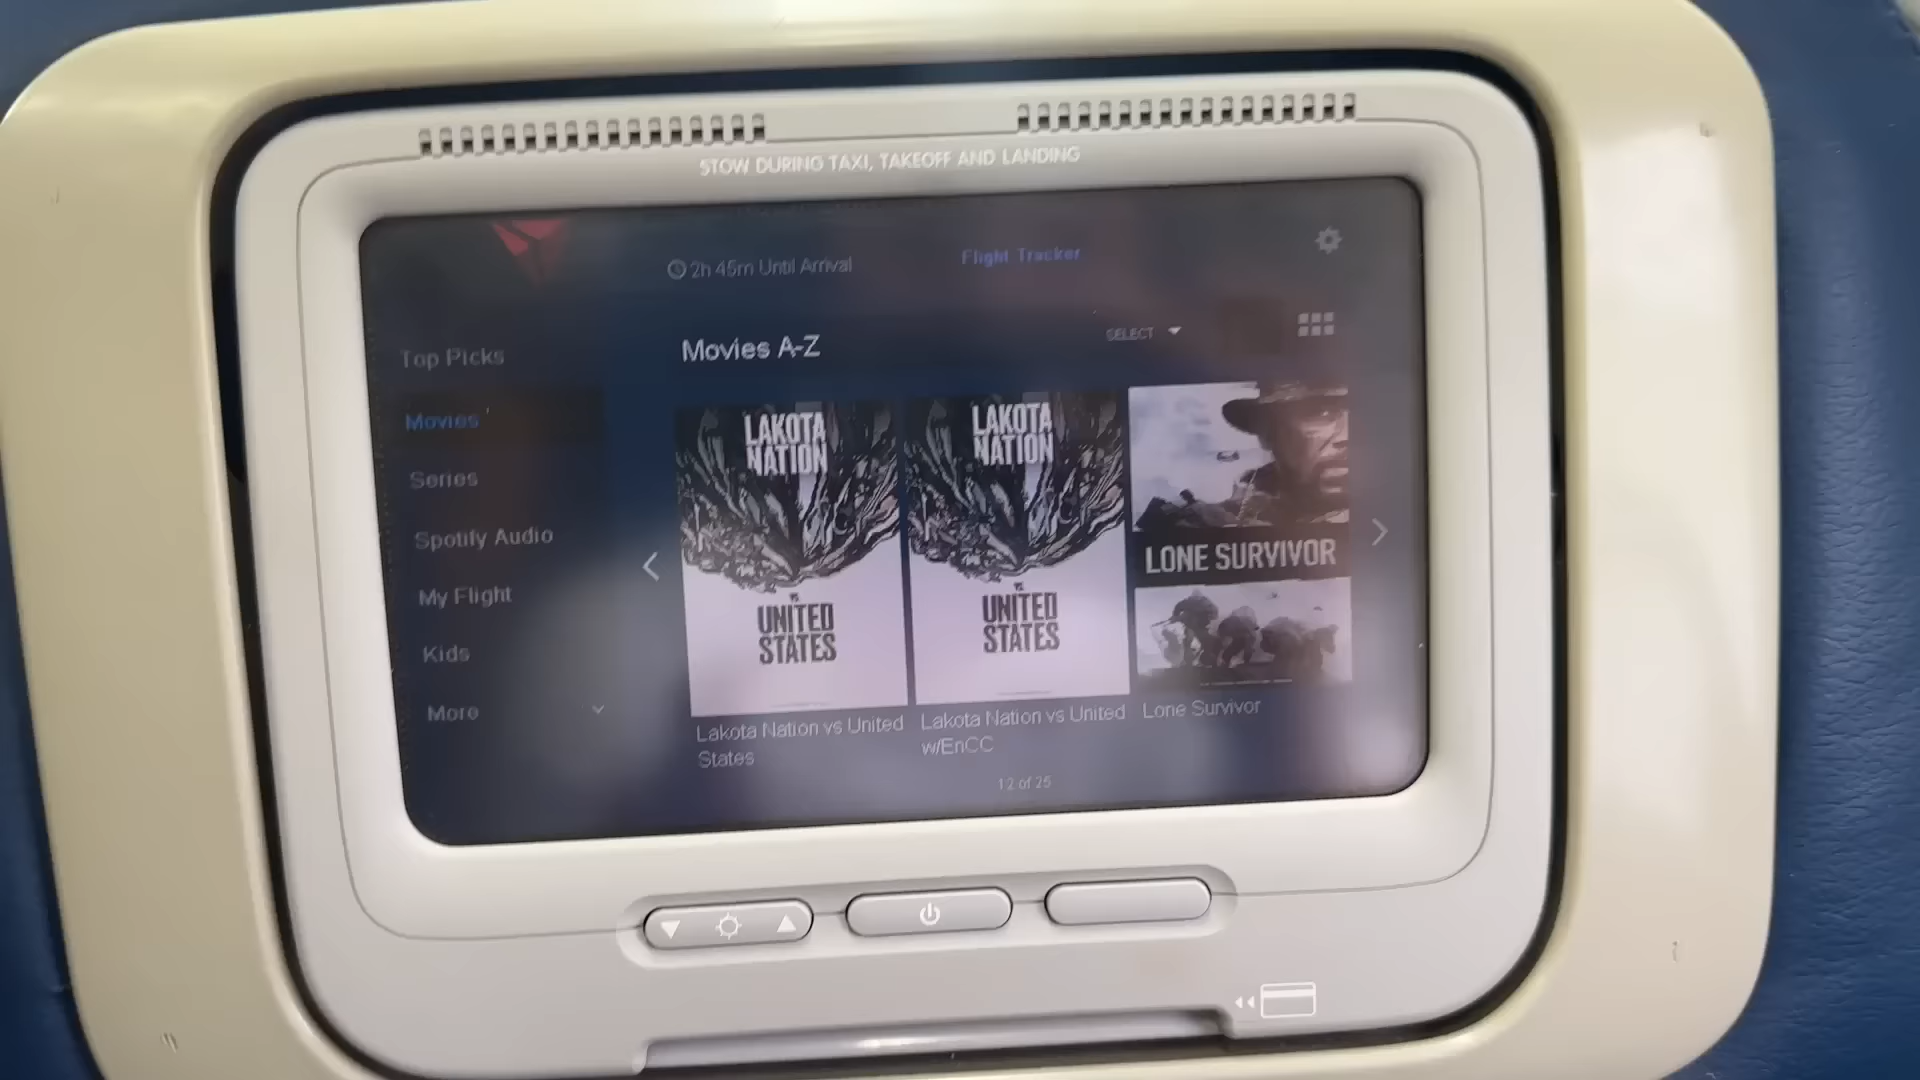 STOW DURING TAXI, TAKEOFF AND LANDING
2h 45m Until Arrival
Flight Tracker
Movies A-Z
SELECT
Top Picks
Movies
Series
Spotify Audio
My Flight
Kids
More
LAKOTA
NATION
VS.
UNITED
STATES
LAKOTA
NATION
VS.
UNITED
STATES
LONE SURVIVOR
Lakota Nation vs United
States
Lakota Nation vs United
w/EnCC
Lone Survivor
12 of 25